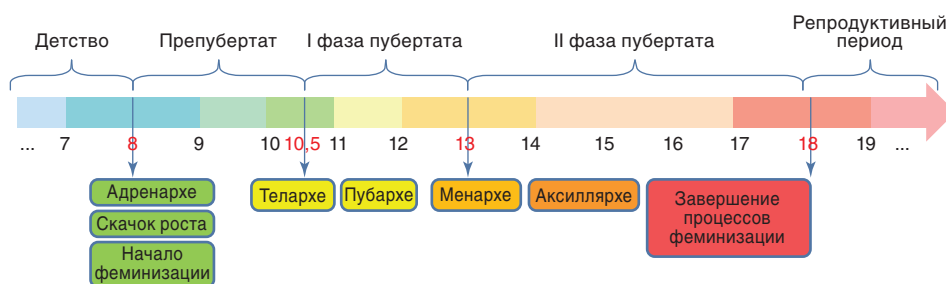 Детство
Препубертат
I фаза пубертата
II фаза пубертата
Репродуктивный
период
... 7 8 9 10 10,5 11 12 13 14 15 16 17 18 19 ...
Адренархе
Скачок роста
Начало
феминизации
Телархе
Пубархе
Менархе
Аксиллярхе
Завершение
процессов
феминизации